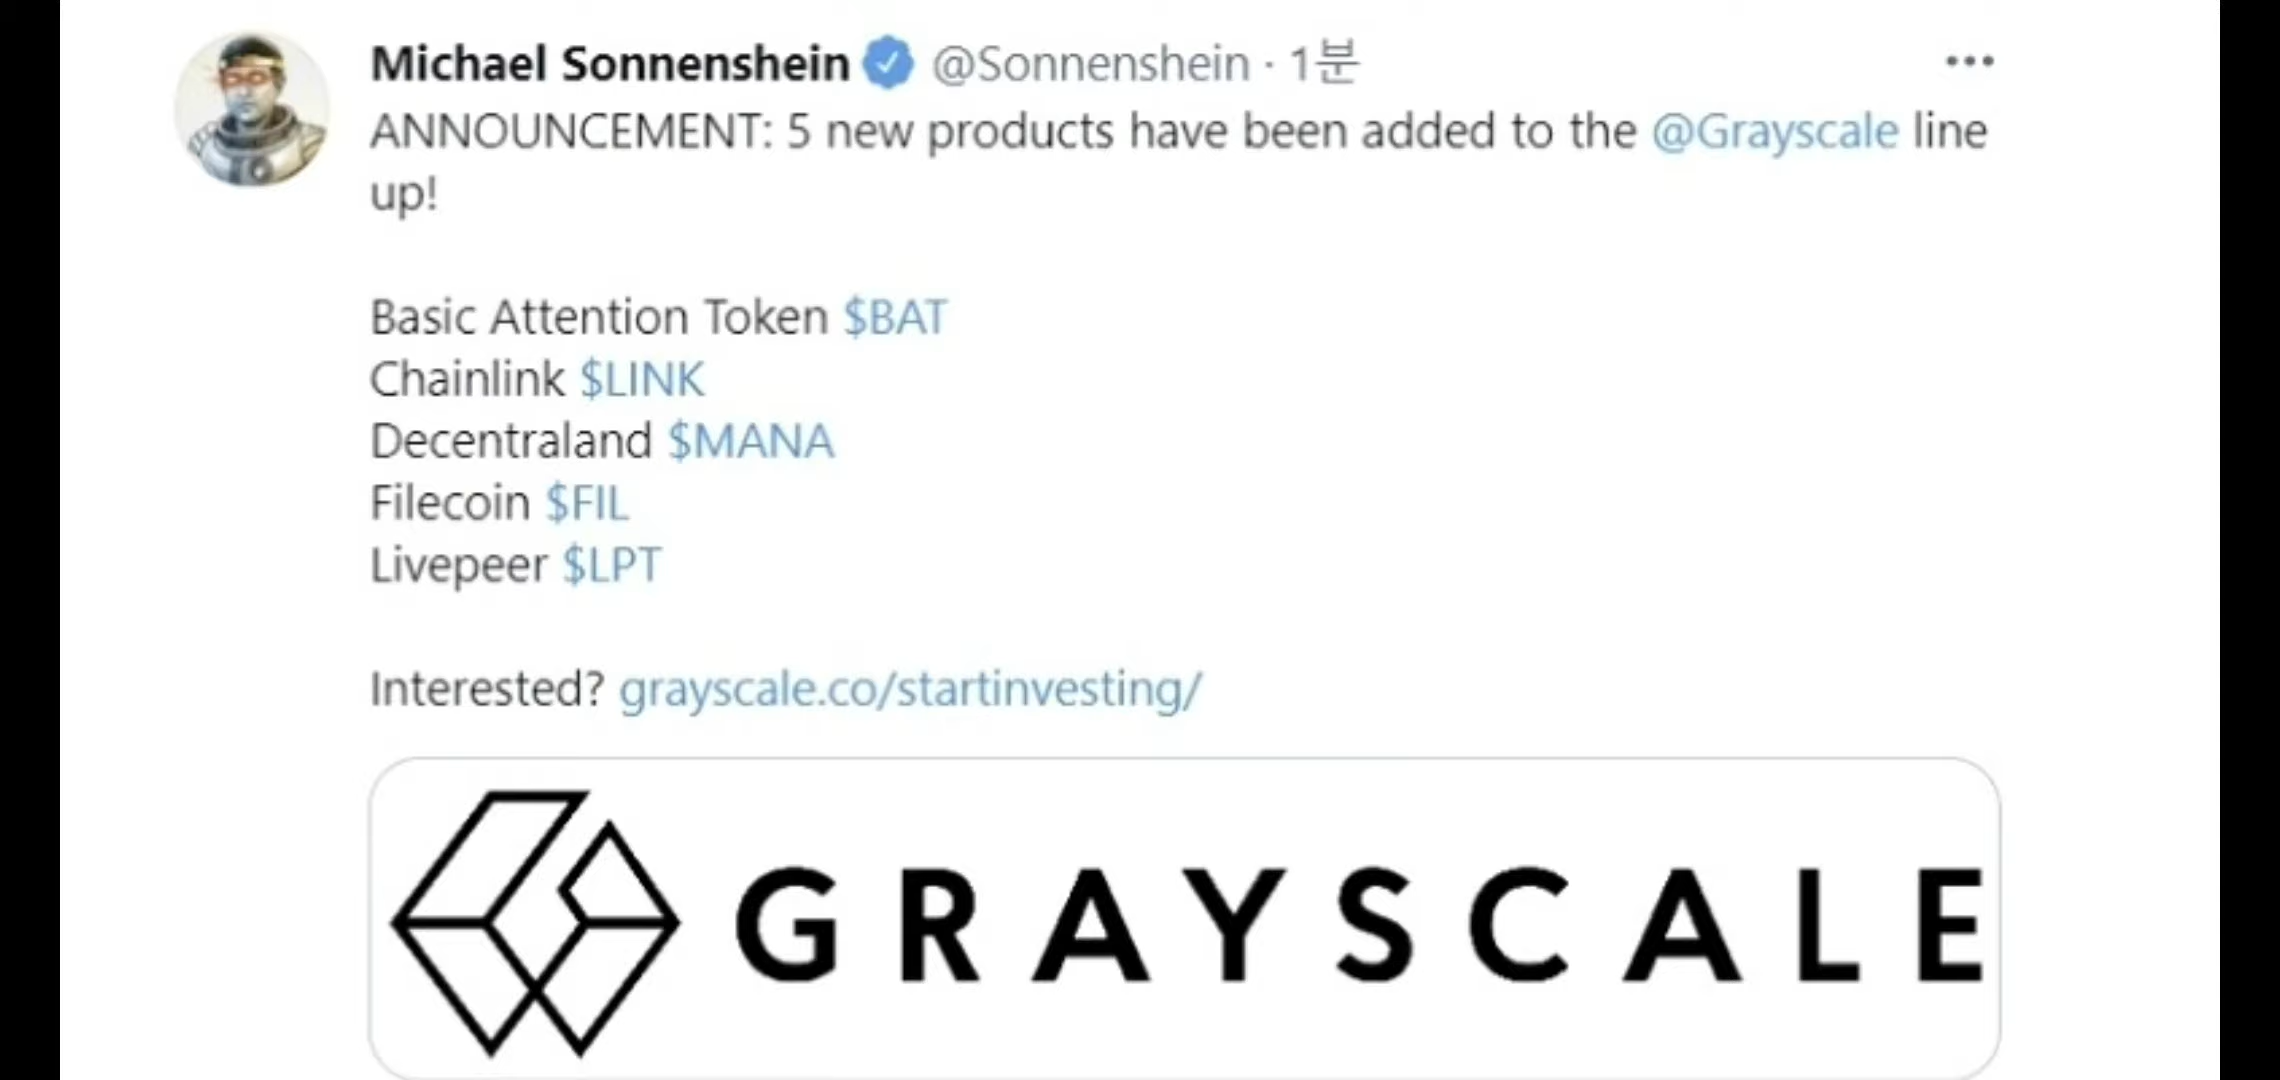 Michael Sonnenshein @Sonnenshein · 1분
ANNOUNCEMENT: 5 new products have been added to the @Grayscale line
up!
Basic Attention Token $BAT
Chainlink $LINK
Decentraland $MANA
Filecoin $FIL
Livepeer $LPT
Interested? grayscale.co/startinvesting/
GRAYSCALE